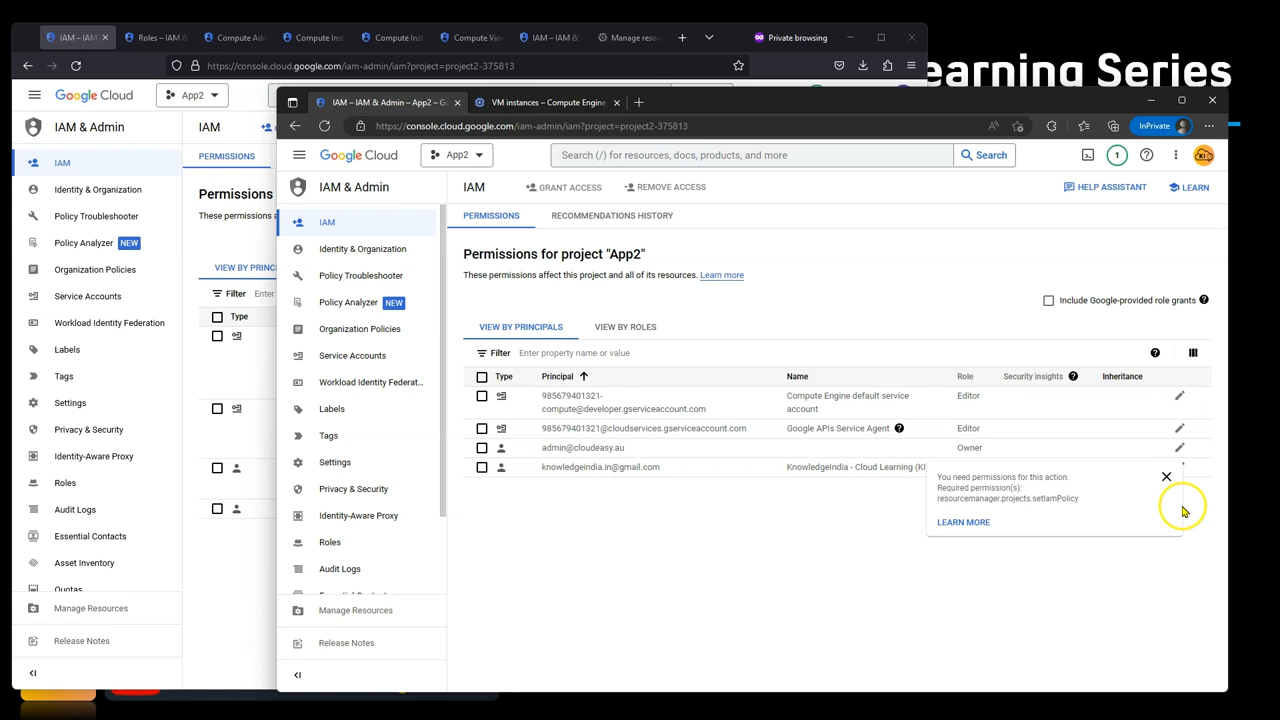 earning Series
IAM – IAM
Roles – IAM &
Compute Adm
Compute Inst
Compute Inst
Compute View
IAM – IAM &
Manage resou
Private browsing
https://console.cloud.google.com/iam-admin/iam?project=project2-375813
Google Cloud
App2
IAM & Admin
IAM
Identity & Organization
Policy Troubleshooter
Policy Analyzer NEW
Organization Policies
Service Accounts
Workload Identity Federation
Labels
Tags
Settings
Privacy & Security
Identity-Aware Proxy
Roles
Audit Logs
Essential Contacts
Asset Inventory
Quotas
Manage Resources
Release Notes
IAM
PERMISSIONS
Permissions
These permissions a
VIEW BY PRINC
Filter Enter
Type
IAM – IAM & Admin – App2 – Go
VM instances – Compute Engine
https://console.cloud.google.com/iam-admin/iam?project=project2-375813
InPrivate
Google Cloud
App2
Search (/) for resources, docs, products, and more
Search
1
IAM & Admin
IAM
Identity & Organization
Policy Troubleshooter
Policy Analyzer NEW
Organization Policies
Service Accounts
Workload Identity Federat...
Labels
Tags
Settings
Privacy & Security
Identity-Aware Proxy
Roles
Audit Logs
Manage Resources
Release Notes
IAM
GRANT ACCESS
REMOVE ACCESS
HELP ASSISTANT
LEARN
PERMISSIONS
RECOMMENDATIONS HISTORY
Permissions for project "App2"
These permissions affect this project and all of its resources. Learn more
Include Google-provided role grants
VIEW BY PRINCIPALS
VIEW BY ROLES
Filter Enter property name or value
Type Principal Name Role Security insights Inheritance
985679401321-
compute@developer.gserviceaccount.com
Compute Engine default service
account
Editor
985679401321@cloudservices.gserviceaccount.com Google APIs Service Agent Editor
admin@cloudeasy.au Owner
knowledgeindia.in@gmail.com KnowledgeIndia - Cloud Learning (KI
You need permissions for this action.
Required permission(s):
resourcemanager.projects.setIamPolicy
LEARN MORE